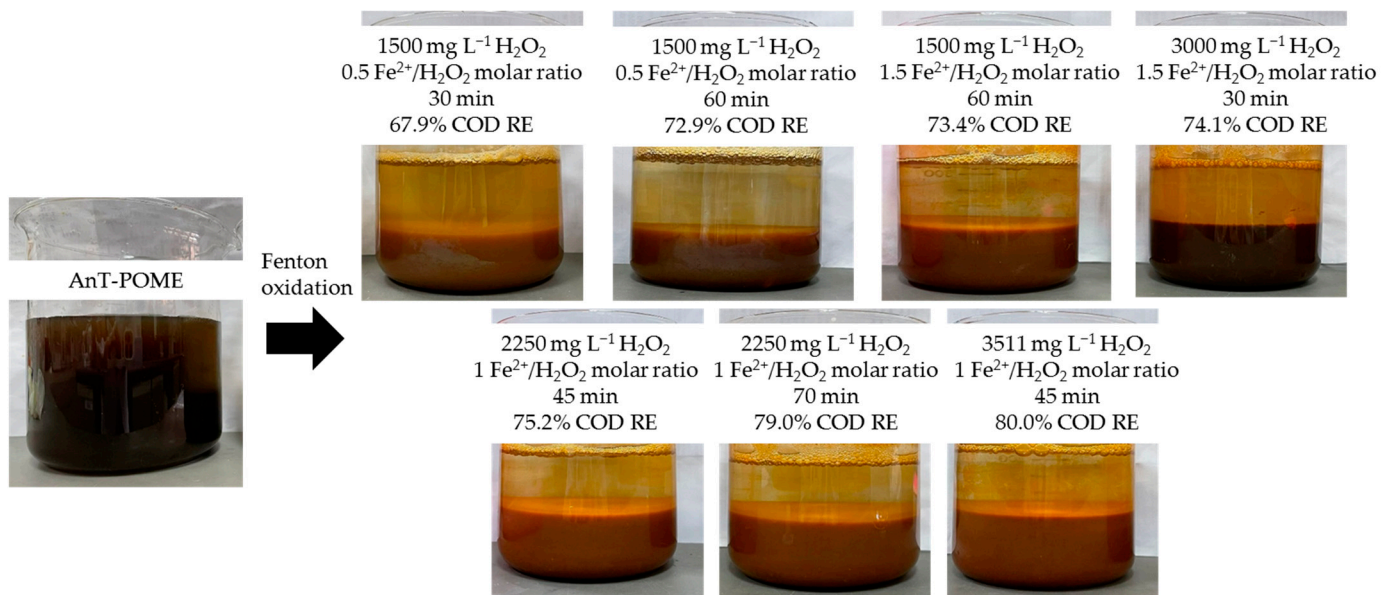 AnT-POME
Fenton
oxidation
1500 mg L⁻¹ H₂O₂
0.5 Fe²⁺/H₂O₂ molar ratio
30 min
67.9% COD RE
1500 mg L⁻¹ H₂O₂
0.5 Fe²⁺/H₂O₂ molar ratio
60 min
72.9% COD RE
1500 mg L⁻¹ H₂O₂
1.5 Fe²⁺/H₂O₂ molar ratio
60 min
73.4% COD RE
3000 mg L⁻¹ H₂O₂
1.5 Fe²⁺/H₂O₂ molar ratio
30 min
74.1% COD RE
2250 mg L⁻¹ H₂O₂
1 Fe²⁺/H₂O₂ molar ratio
45 min
75.2% COD RE
2250 mg L⁻¹ H₂O₂
1 Fe²⁺/H₂O₂ molar ratio
70 min
79.0% COD RE
3511 mg L⁻¹ H₂O₂
1 Fe²⁺/H₂O₂ molar ratio
45 min
80.0% COD RE